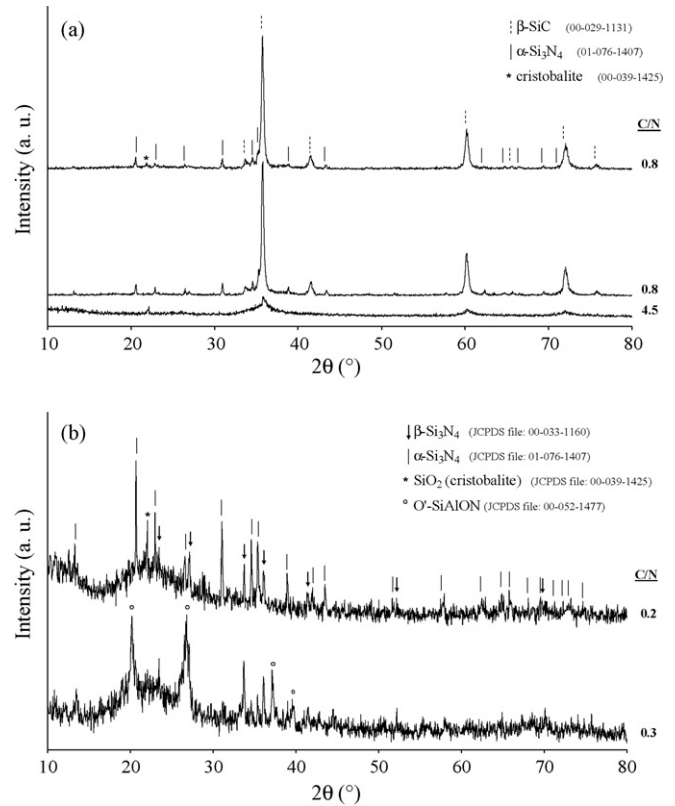 (a)
β-SiC (00-029-1131)
α-Si₃N₄ (01-076-1407)
* cristobalite (00-039-1425)
C/N
0.8
0.8
4.5
Intensity (a. u.)
10 20 30 40 50 60 70 80
2θ (°)
(b)
β-Si₃N₄ (JCPDS file: 00-033-1160)
α-Si₃N₄ (JCPDS file: 01-076-1407)
* SiO₂ (cristobalite) (JCPDS file: 00-039-1425)
° O'-SiAlON (JCPDS file: 00-052-1477)
C/N
0.2
0.3
Intensity (a. u.)
10 20 30 40 50 60 70 80
2θ (°)